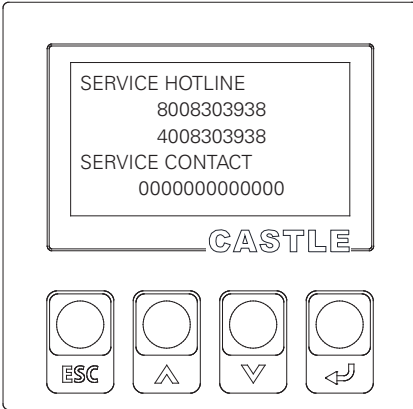 SERVICE HOTLINE
8008303938
4008303938
SERVICE CONTACT
0000000000000
CASTLE
ESC